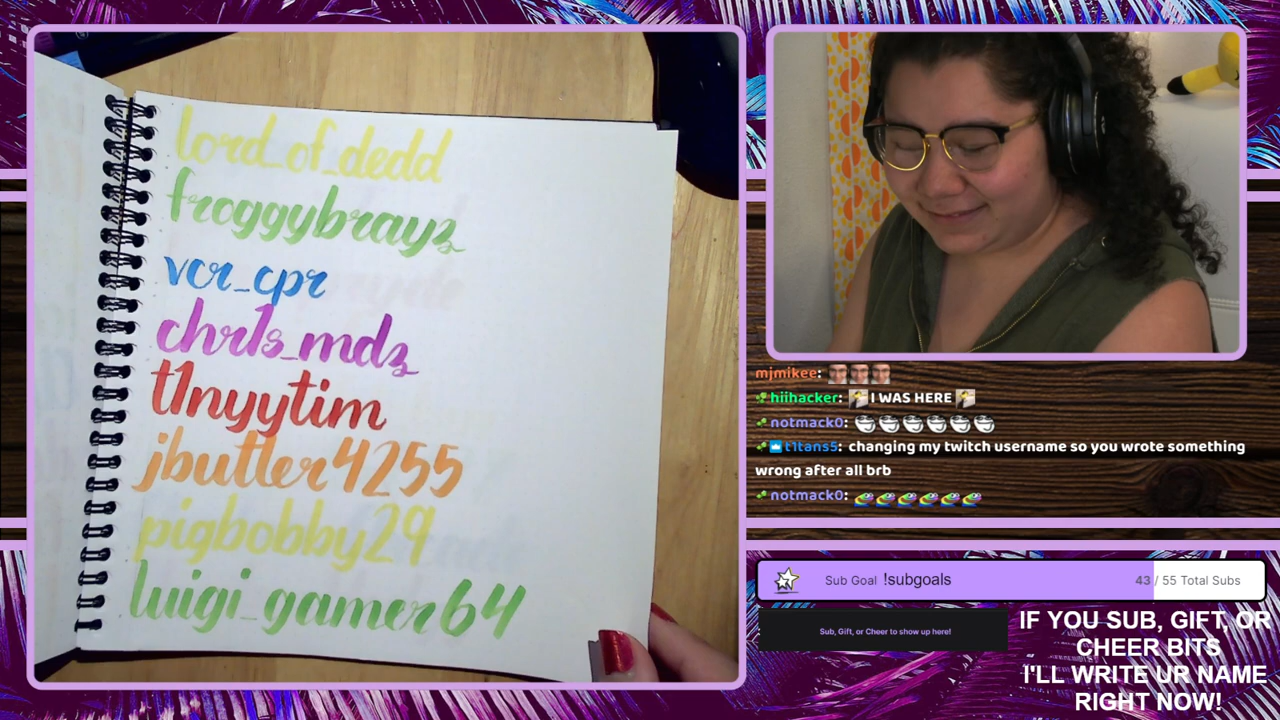 lord_of_dedd
froggybrayz
vcr_cpr
chr1s_mdz
t1nyytim
jbutler4255
pigbobby29
luigi_gamer64
mjmikee:
hiihacker: I WAS HERE
notmack0:
t1tans5: changing my twitch username so you wrote something
wrong after all brb
notmack0:
Sub Goal !subgoals 43 / 55 Total Subs
Sub, Gift, or Cheer to show up here!
IF YOU SUB, GIFT, OR
CHEER BITS
I'LL WRITE UR NAME
RIGHT NOW!